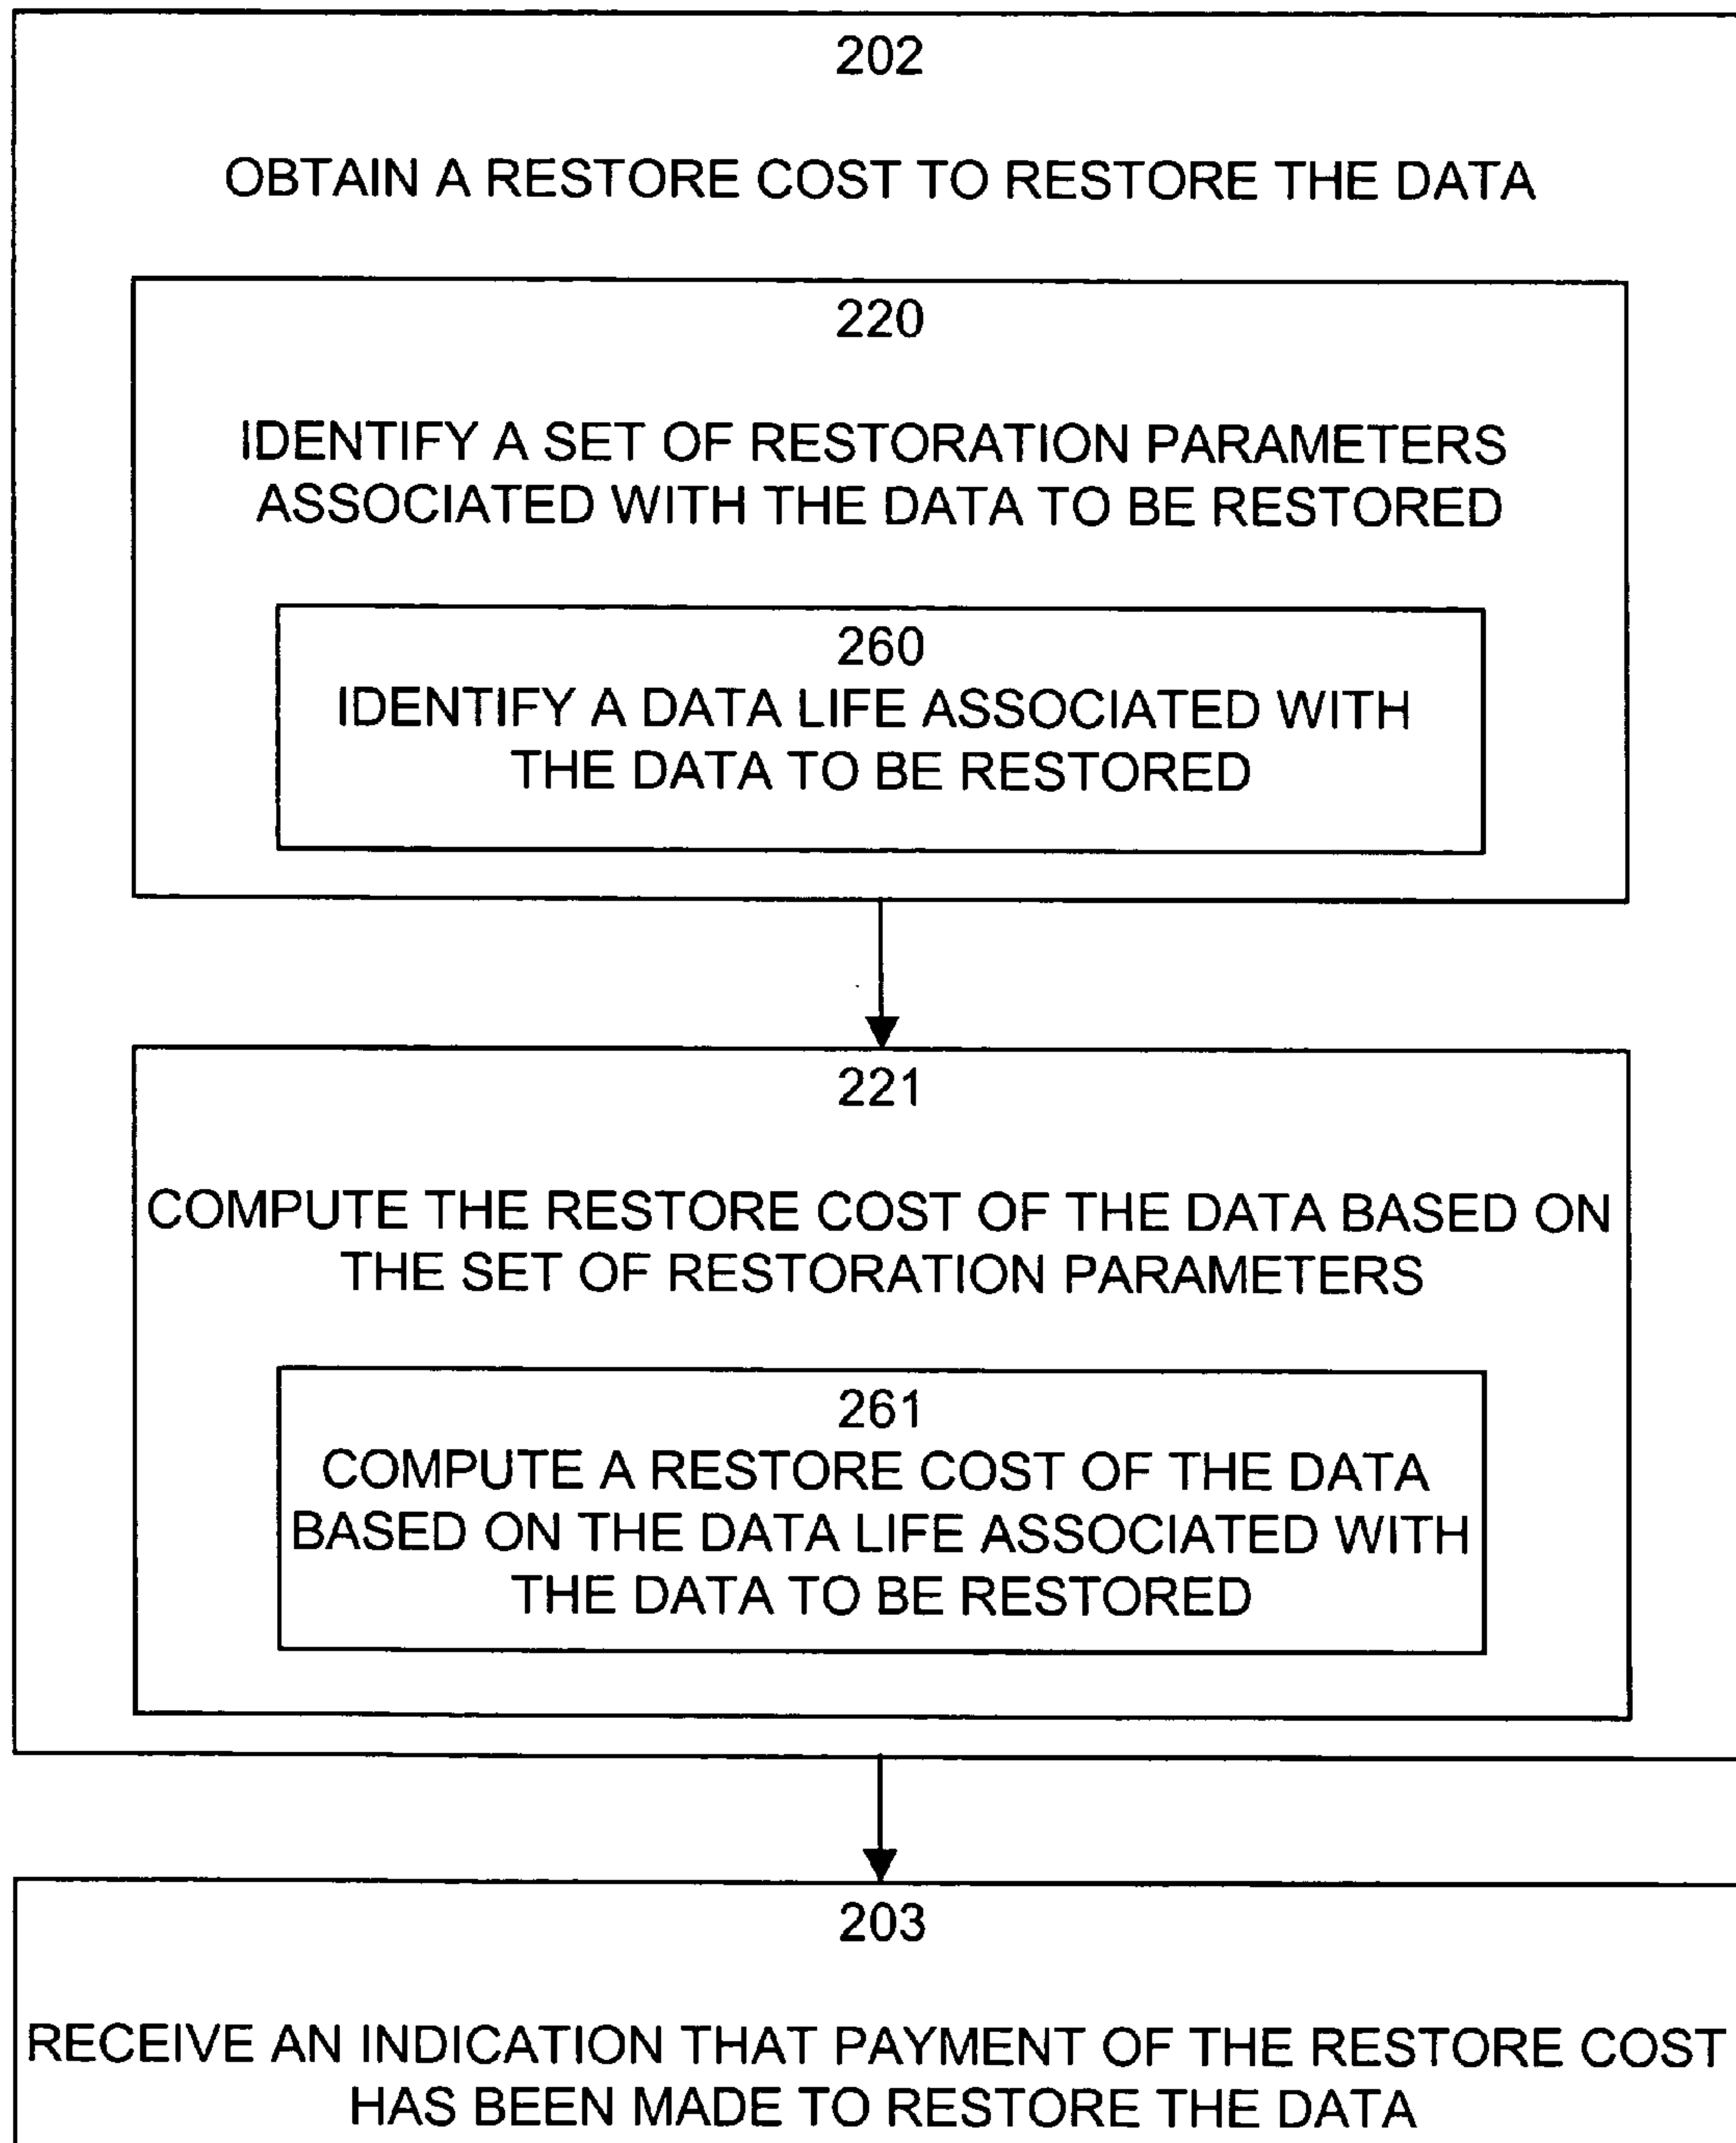 202
OBTAIN A RESTORE COST TO RESTORE THE DATA
220
IDENTIFY A SET OF RESTORATION PARAMETERS
ASSOCIATED WITH THE DATA TO BE RESTORED
260
IDENTIFY A DATA LIFE ASSOCIATED WITH
THE DATA TO BE RESTORED
221
COMPUTE THE RESTORE COST OF THE DATA BASED ON
THE SET OF RESTORATION PARAMETERS
261
COMPUTE A RESTORE COST OF THE DATA
BASED ON THE DATA LIFE ASSOCIATED WITH
THE DATA TO BE RESTORED
203
RECEIVE AN INDICATION THAT PAYMENT OF THE RESTORE COST
HAS BEEN MADE TO RESTORE THE DATA